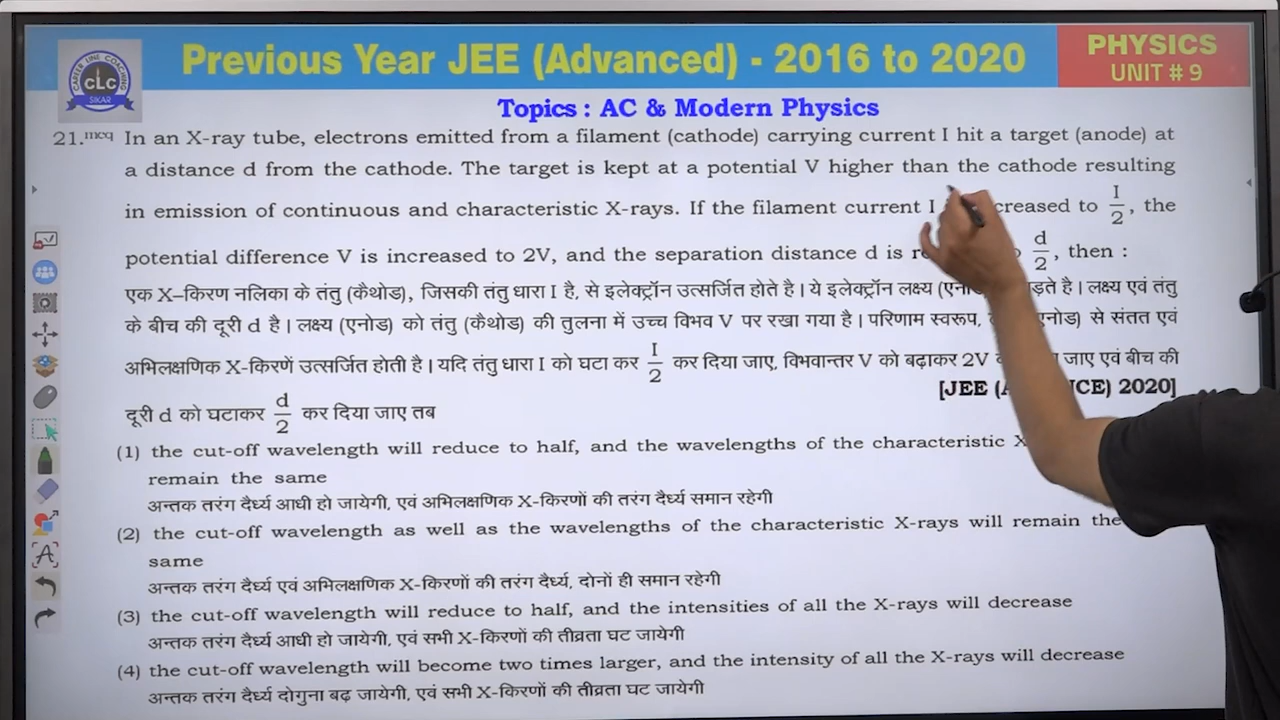 Previous Year JEE (Advanced) - 2016 to 2020
PHYSICS
UNIT # 9
CAREER LINE COACHING
CLC
SIKAR
Topics : AC & Modern Physics
21.mcq In an X-ray tube, electrons emitted from a filament (cathode) carrying current I hit a target (anode) at
a distance d from the cathode. The target is kept at a potential V higher than the cathode resulting
in emission of continuous and characteristic X-rays. If the filament current I creased to I/2, the
potential difference V is increased to 2V, and the separation distance d is d/2, then :
एक X–किरण नलिका के तंतु (कैथोड), जिसकी तंतु धारा I है, से इलेक्ट्रॉन उत्सर्जित होते है। ये इलेक्ट्रॉन लक्ष्य ते है। लक्ष्य एवं तंतु
के बीच की दूरी d है। लक्ष्य (एनोड) को तंतु (कैथोड) की तुलना में उच्च विभव V पर रखा गया है। परिणाम स्वरूप, एनोड) से संतत एवं
अभिलक्षणिक X-किरणें उत्सर्जित होती है। यदि तंतु धारा I को घटा कर I/2 कर दिया जाए, विभवान्तर V को बढ़ाकर 2V जाए एवं बीच की
दूरी d को घटाकर d/2 कर दिया जाए तब
[JEE (A CE) 2020]
(1) the cut-off wavelength will reduce to half, and the wavelengths of the characteristic X
remain the same
अन्तक तरंग दैर्ध्य आधी हो जायेगी, एवं अभिलक्षणिक X-किरणों की तरंग दैर्ध्य समान रहेगी
(2) the cut-off wavelength as well as the wavelengths of the characteristic X-rays will remain the
same
अन्तक तरंग दैर्ध्य एवं अभिलक्षणिक X-किरणों की तरंग दैर्ध्य, दोनों ही समान रहेगी
(3) the cut-off wavelength will reduce to half, and the intensities of all the X-rays will decrease
अन्तक तरंग दैर्ध्य आधी हो जायेगी, एवं सभी X-किरणों की तीव्रता घट जायेगी
(4) the cut-off wavelength will become two times larger, and the intensity of all the X-rays will decrease
अन्तक तरंग दैर्ध्य दोगुना बढ़ जायेगी, एवं सभी X-किरणों की तीव्रता घट जायेगी